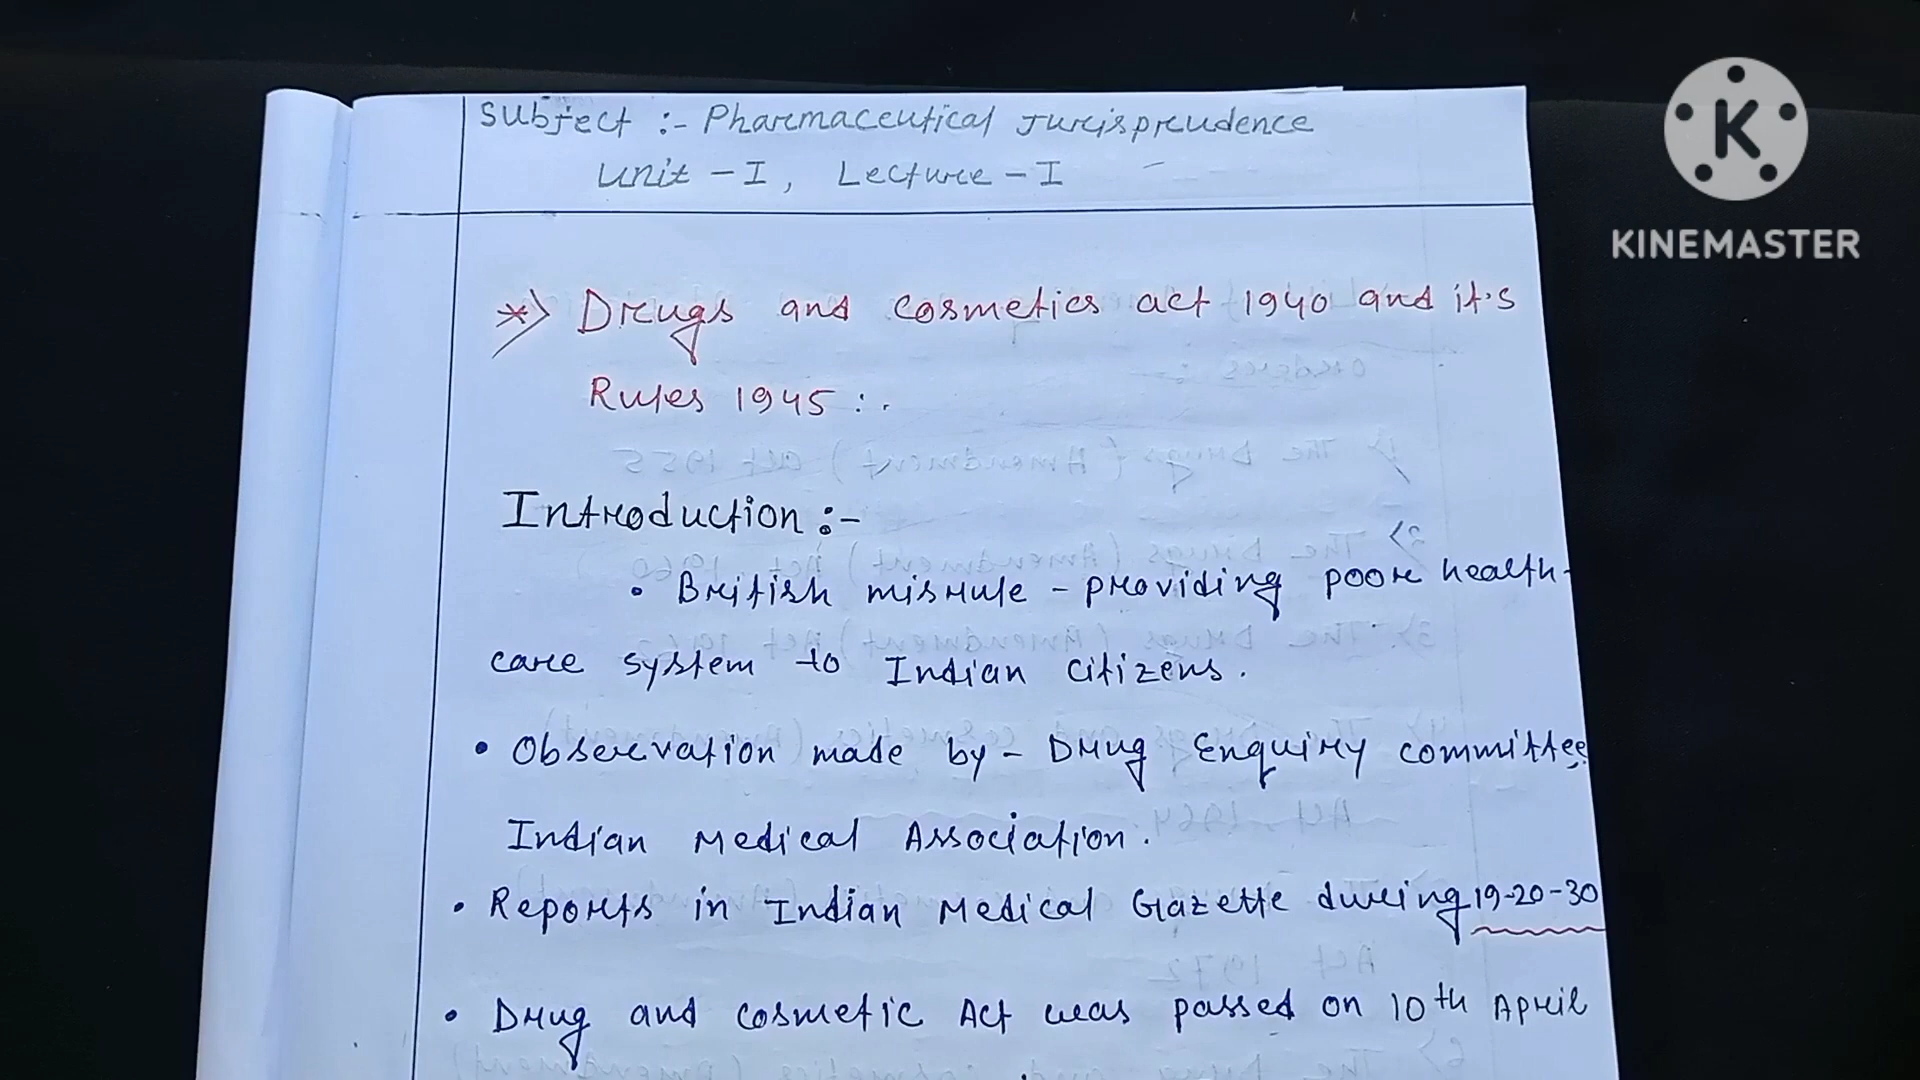 Subject :- Pharmaceutical Jurisprudence
Unit - I, Lecture - I
*⟩ Drugs and cosmetics act 1940 and it's
Rules 1945 :.
Introduction :-
• British misrule - providing poor health-
care system to Indian citizens.
• Observation made by - Drug Enquiry committee
Indian Medical Association.
• Reports in Indian Medical Gazette during 19-20-30
• Drug and cosmetic Act was passed on 10th April
K
KINEMASTER